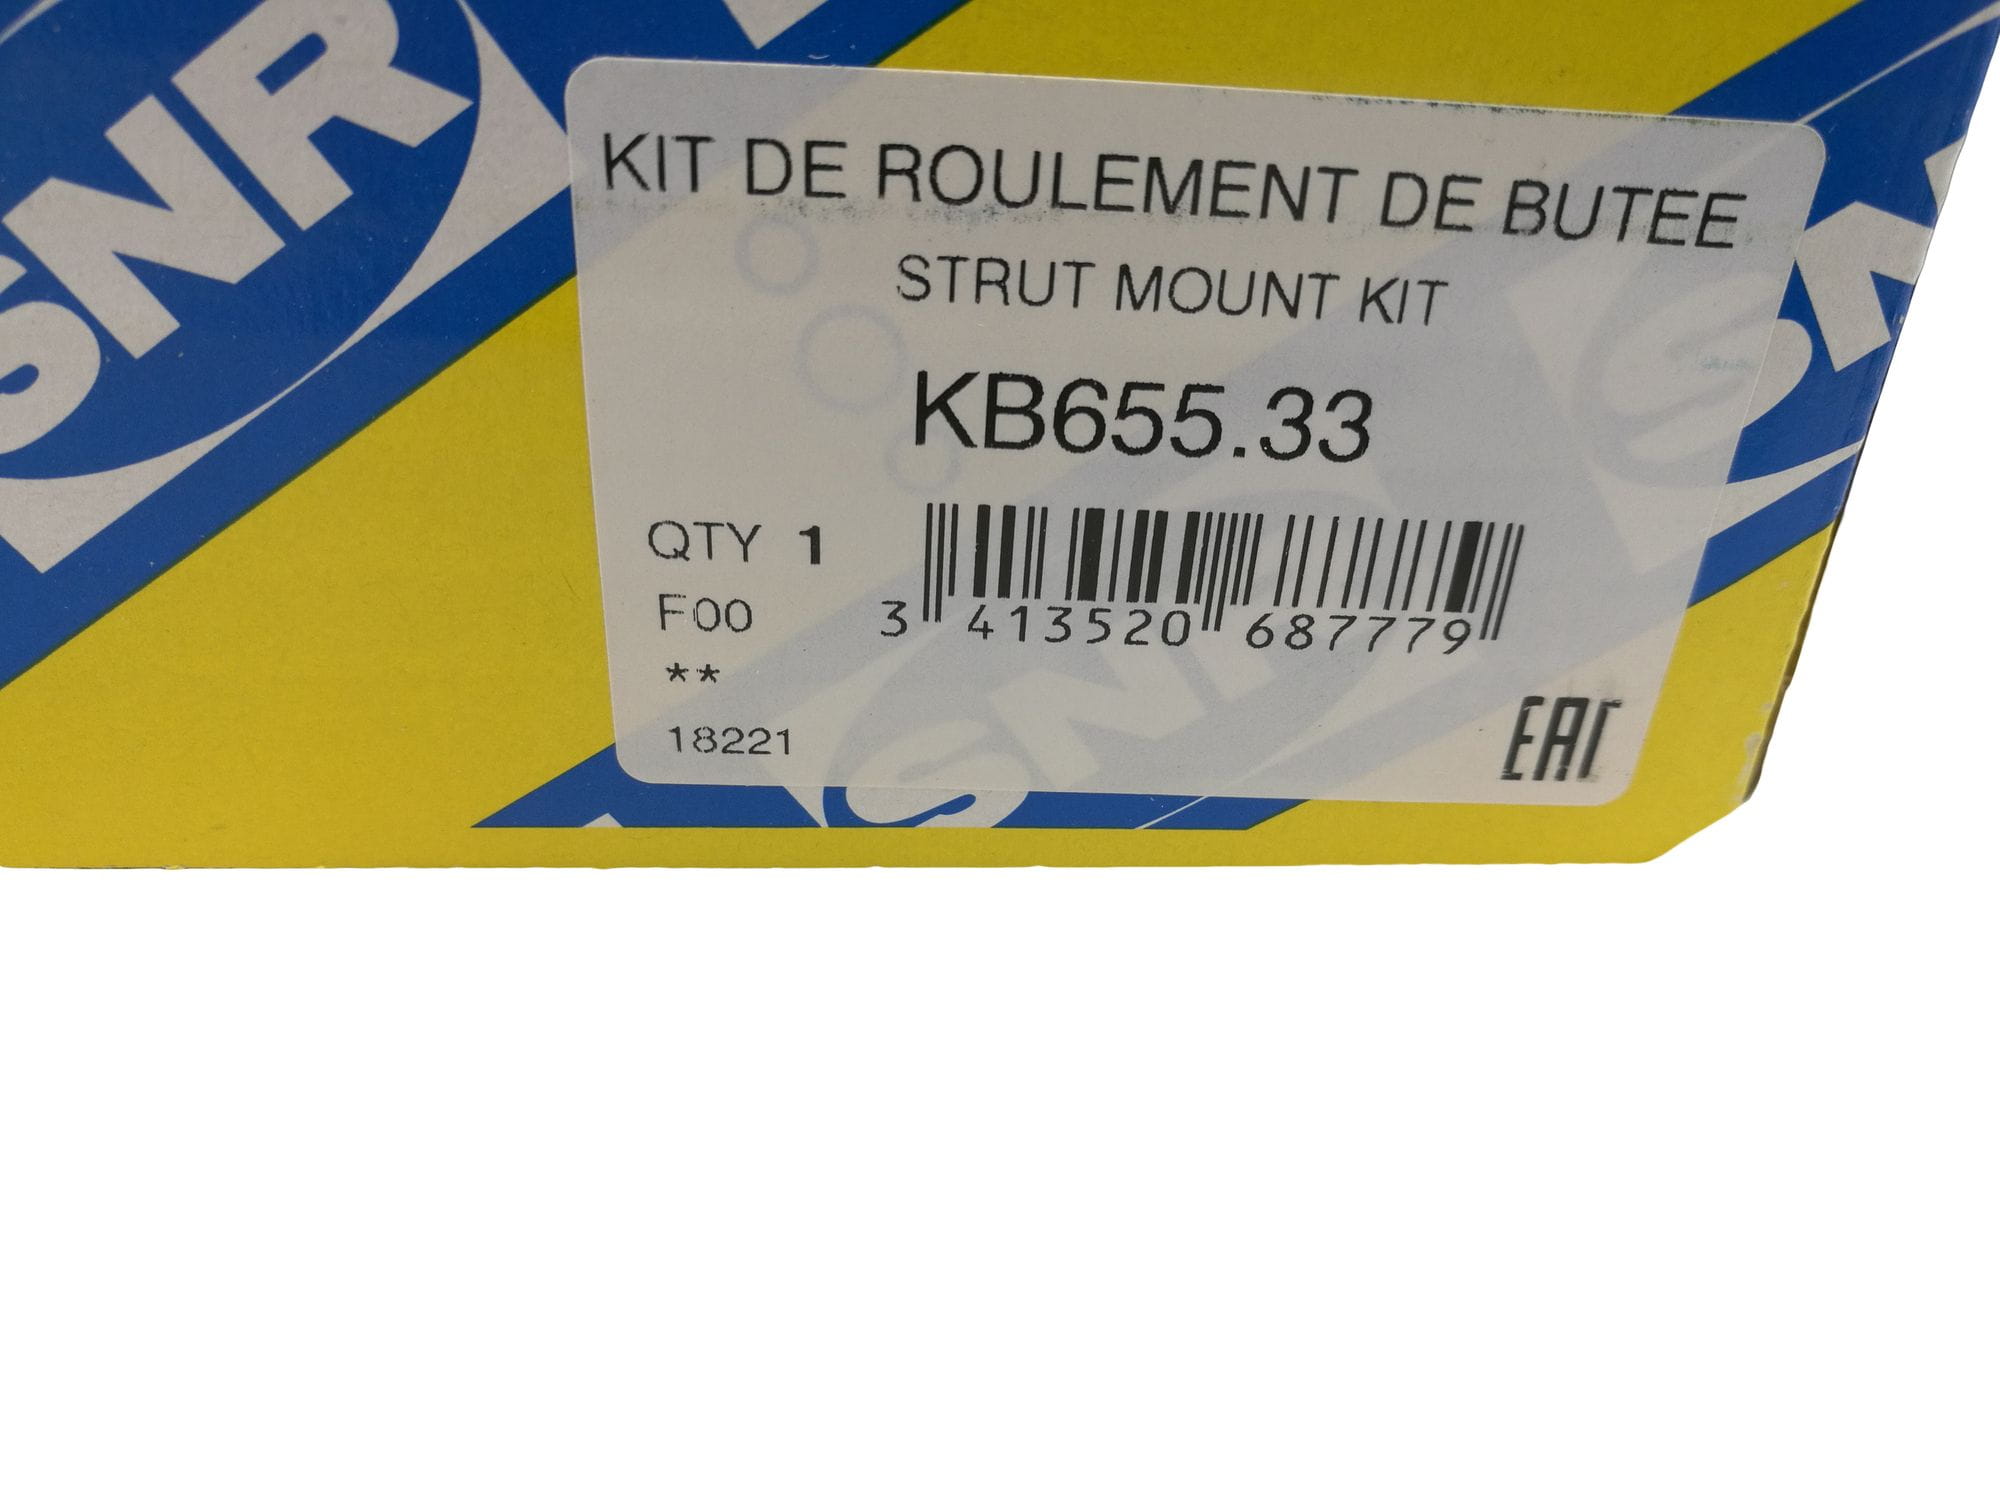 SNR
KIT DE ROULEMENT DE BUTEE
STRUT MOUNT KIT
KB655.33
QTY 1
F00
**
18221
3 413520 687779
EAC
SNR